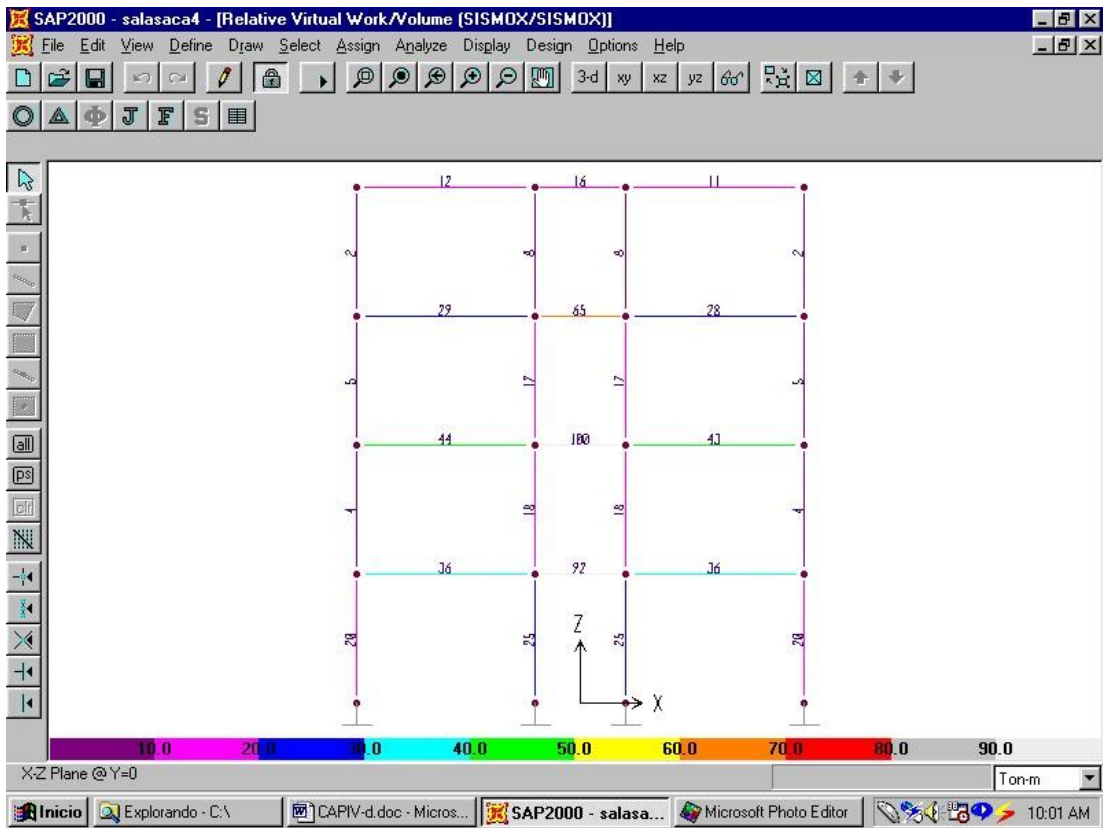 SAP2000 - salasaca4 - [Relative Virtual Work/Volume (SISMOX/SISMOX)]
File Edit View Define Draw Select Assign Analyze Display Design Options Help
3-d xy xz yz
J F S
all
ps
clr
12 16 11
2 8 8 2
29 65 28
5 17 17 5
44 100 43
4 18 18 4
36 92 36
20 25 25 20
Z
X
10.0 20.0 30.0 40.0 50.0 60.0 70.0 80.0 90.0
X-Z Plane @ Y=0 Ton-m
Inicio Explorando - C:\ CAPIV-d.doc - Micros... SAP2000 - salasa... Microsoft Photo Editor 10:01 AM